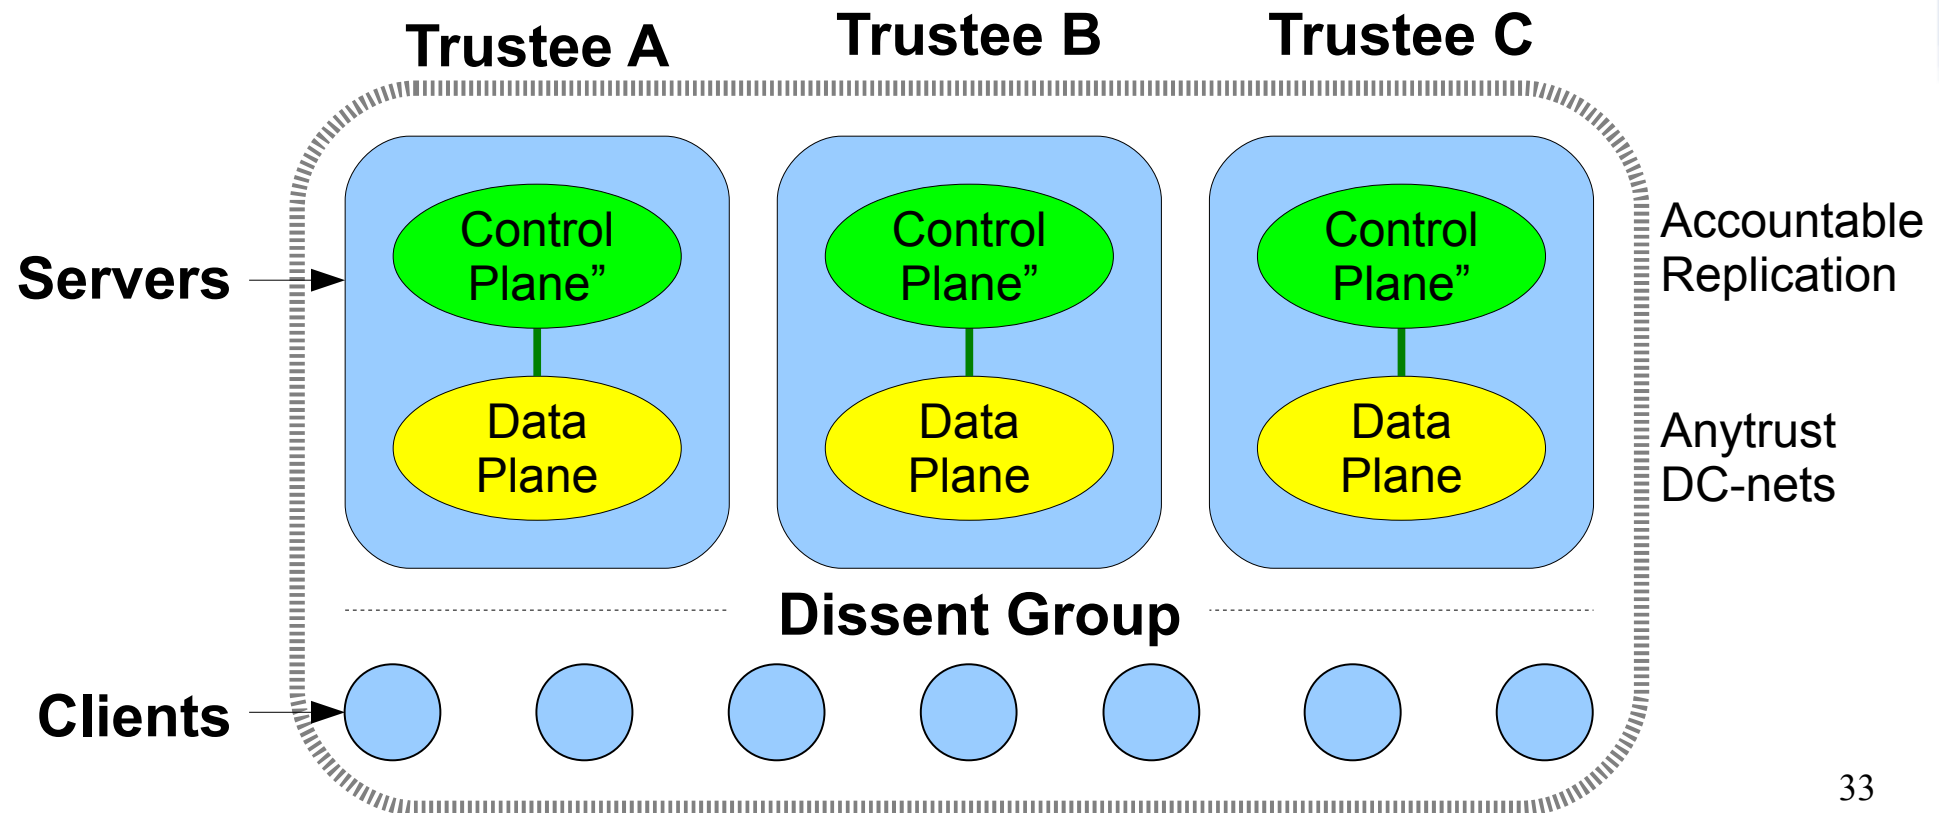 Trustee A
Trustee B
Trustee C
Servers
Control
Plane”
Control
Plane”
Control
Plane”
Accountable
Replication
Data
Plane
Data
Plane
Data
Plane
Anytrust
DC-nets
Dissent Group
Clients
33